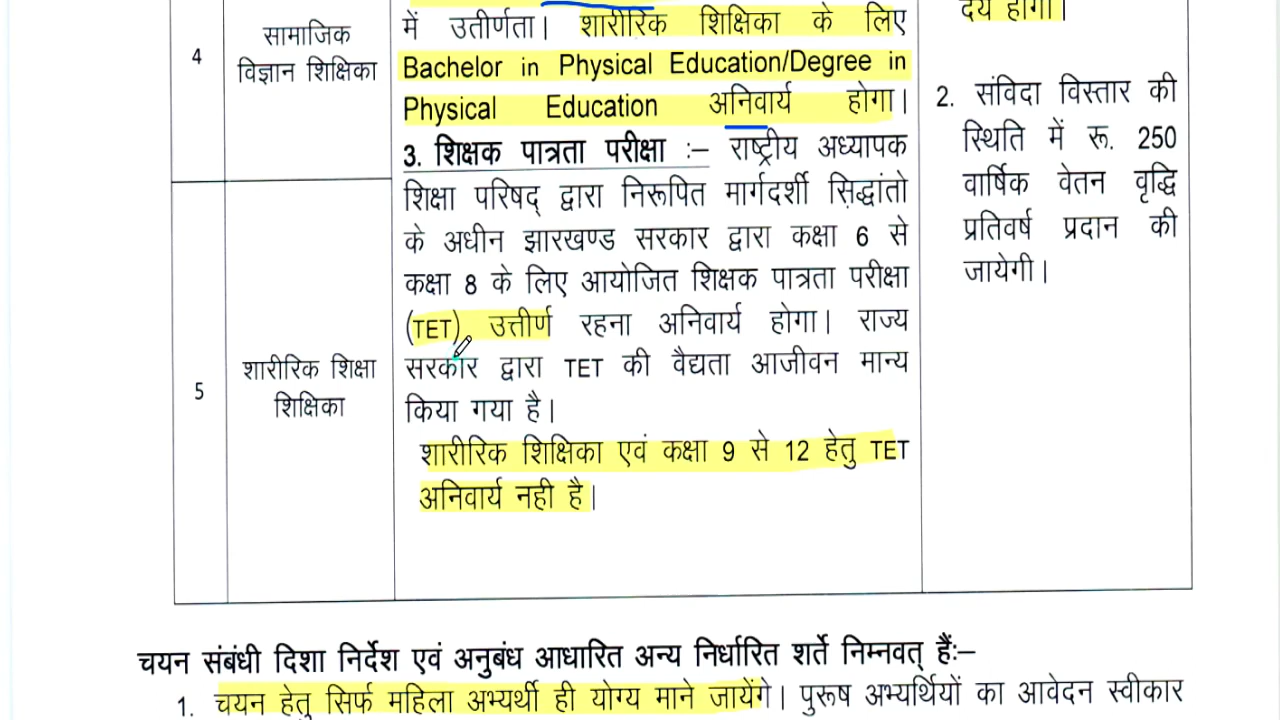 4
सामाजिक
विज्ञान शिक्षिका
में उतीर्णता। शारीरिक शिक्षिका के लिए
Bachelor in Physical Education/Degree in
Physical Education अनिवार्य होगा।
3. शिक्षक पात्रता परीक्षा :– राष्ट्रीय अध्यापक
शिक्षा परिषद् द्वारा निरूपित मार्गदर्शी सिद्धांतो
के अधीन झारखण्ड सरकार द्वारा कक्षा 6 से
कक्षा 8 के लिए आयोजित शिक्षक पात्रता परीक्षा
(TET) उत्तीर्ण रहना अनिवार्य होगा। राज्य
सरकार द्वारा TET की वैद्यता आजीवन मान्य
किया गया है।
शारीरिक शिक्षिका एवं कक्षा 9 से 12 हेतु TET
अनिवार्य नही है।
5
शारीरिक शिक्षा
शिक्षिका
देय होगा।
2. संविदा विस्तार की
स्थिति में रू. 250
वार्षिक वेतन वृद्धि
प्रतिवर्ष प्रदान की
जायेगी।
चयन संबंधी दिशा निर्देश एवं अनुबंध आधारित अन्य निर्धारित शर्ते निम्नवत् हैं:–
1. चयन हेतु सिर्फ महिला अभ्यर्थी ही योग्य माने जायेंगे। पुरूष अभ्यर्थियों का आवेदन स्वीकार